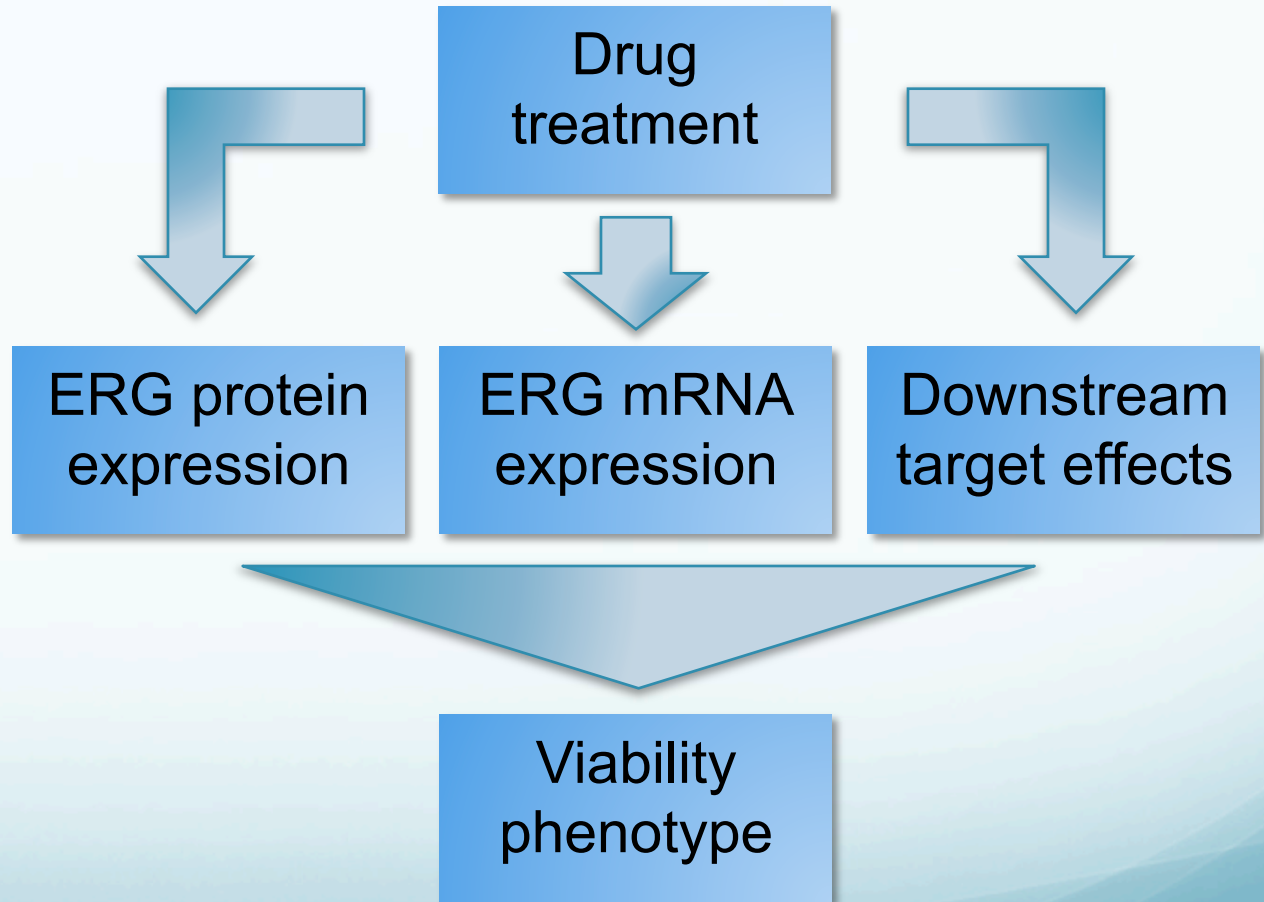 Drug
treatment
ERG protein
expression
ERG mRNA
expression
Downstream
target effects
Viability
phenotype